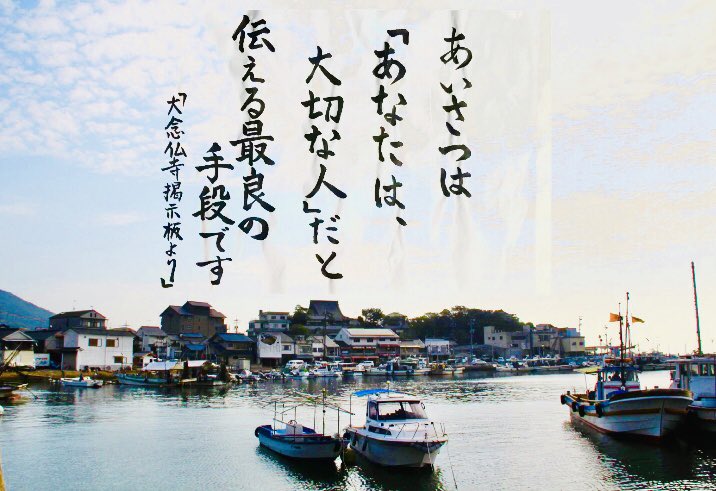 あいさつは
「あなたは、
大切な人」だと
伝える最良の
手段です
「大念仏寺掲示板より」